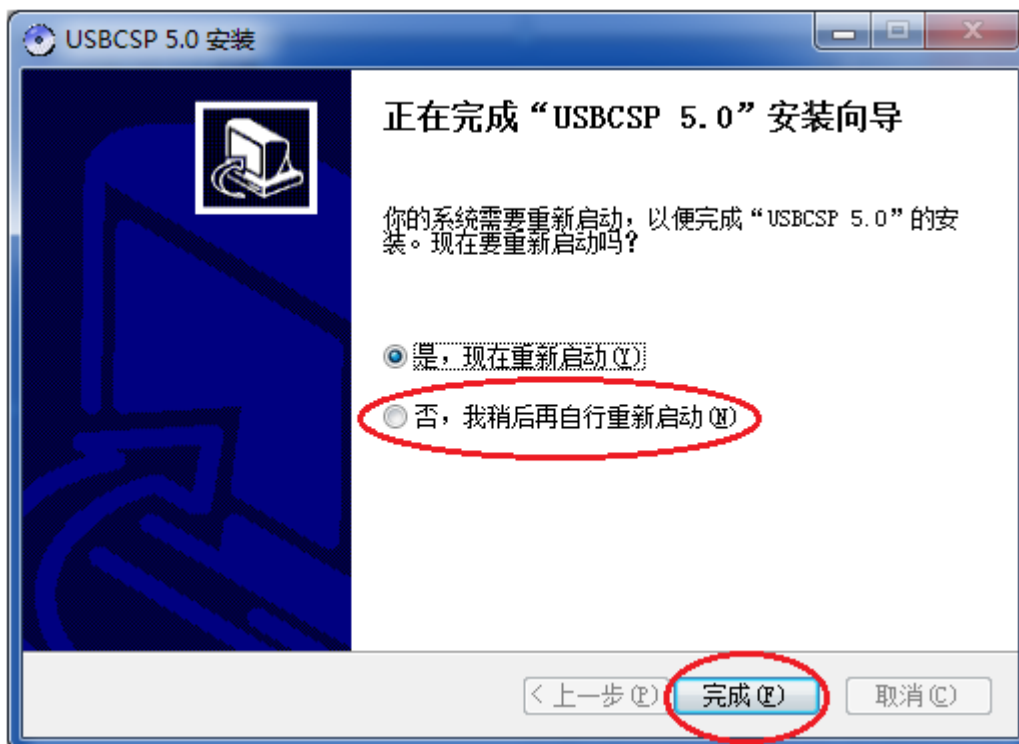 USBCSP 5.0 安装
正在完成“USBCSP 5.0”安装向导
你的系统需要重新启动，以便完成“USBCSP 5.0”的安
装。现在要重新启动吗？
是，现在重新启动(Y)
否，我稍后再自行重新启动(N)
< 上一步(P)
完成(F)
取消(C)